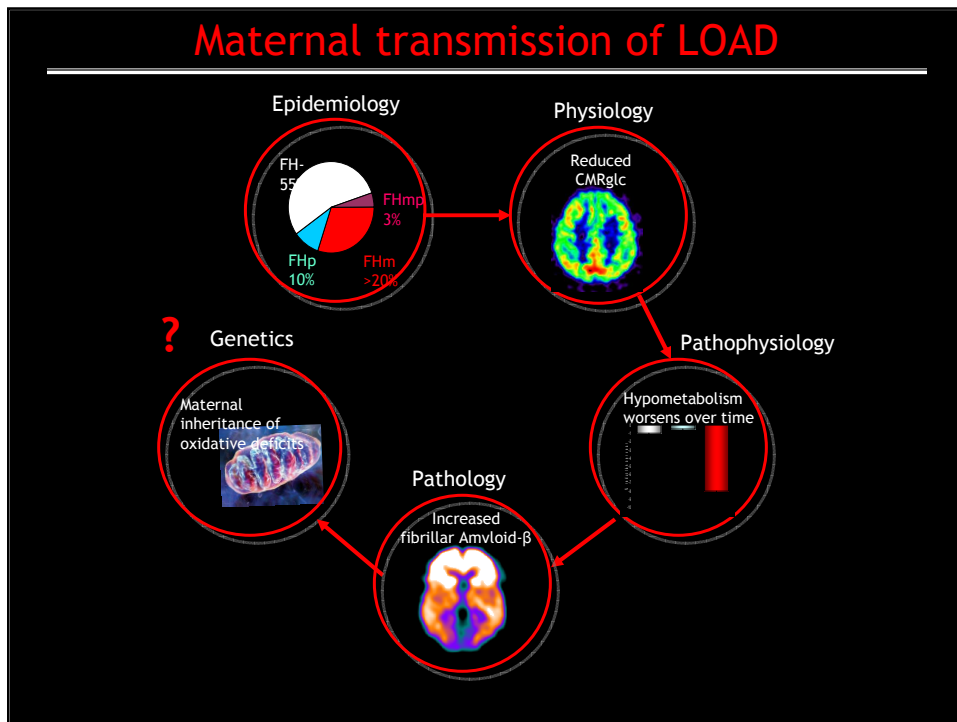 Maternal transmission of LOAD
Epidemiology
FH-
55
FHmp
3%
FHp
10%
FHm
>20%
Physiology
Reduced
CMRglc
Pathophysiology
Hypometabolism
worsens over time
Pathology
Increased
fibrillar Amyloid-β
?
Genetics
Maternal
inheritance of
oxidative deficits